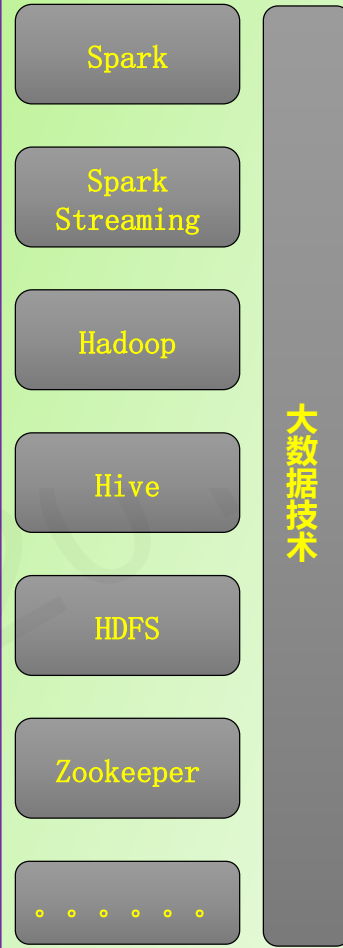 Spark
Spark
Streaming
Hadoop
Hive
HDFS
Zookeeper
。。。。。。
大数据技术